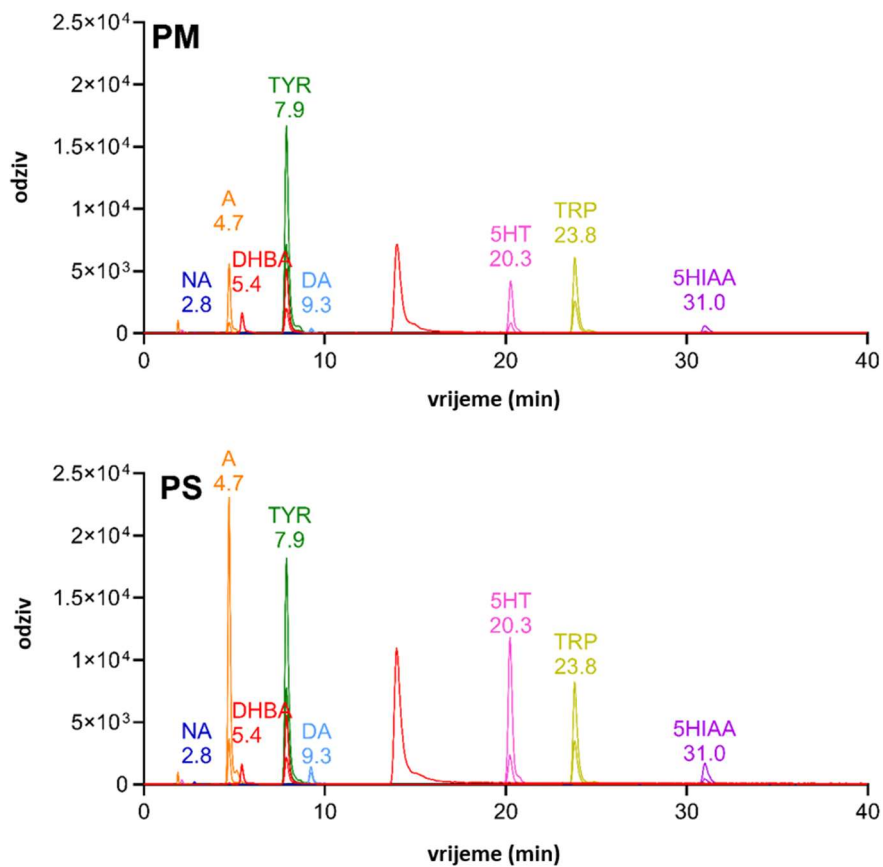 PM
odziv
2.5×10⁴
2×10⁴
1.5×10⁴
1×10⁴
5×10³
0
NA
2.8
A
4.7
DHBA
5.4
TYR
7.9
DA
9.3
5HT
20.3
TRP
23.8
5HIAA
31.0
0 10 20 30 40
vrijeme (min)
PS
odziv
2.5×10⁴
2×10⁴
1.5×10⁴
1×10⁴
5×10³
0
NA
2.8
A
4.7
DHBA
5.4
TYR
7.9
DA
9.3
5HT
20.3
TRP
23.8
5HIAA
31.0
0 10 20 30 40
vrijeme (min)